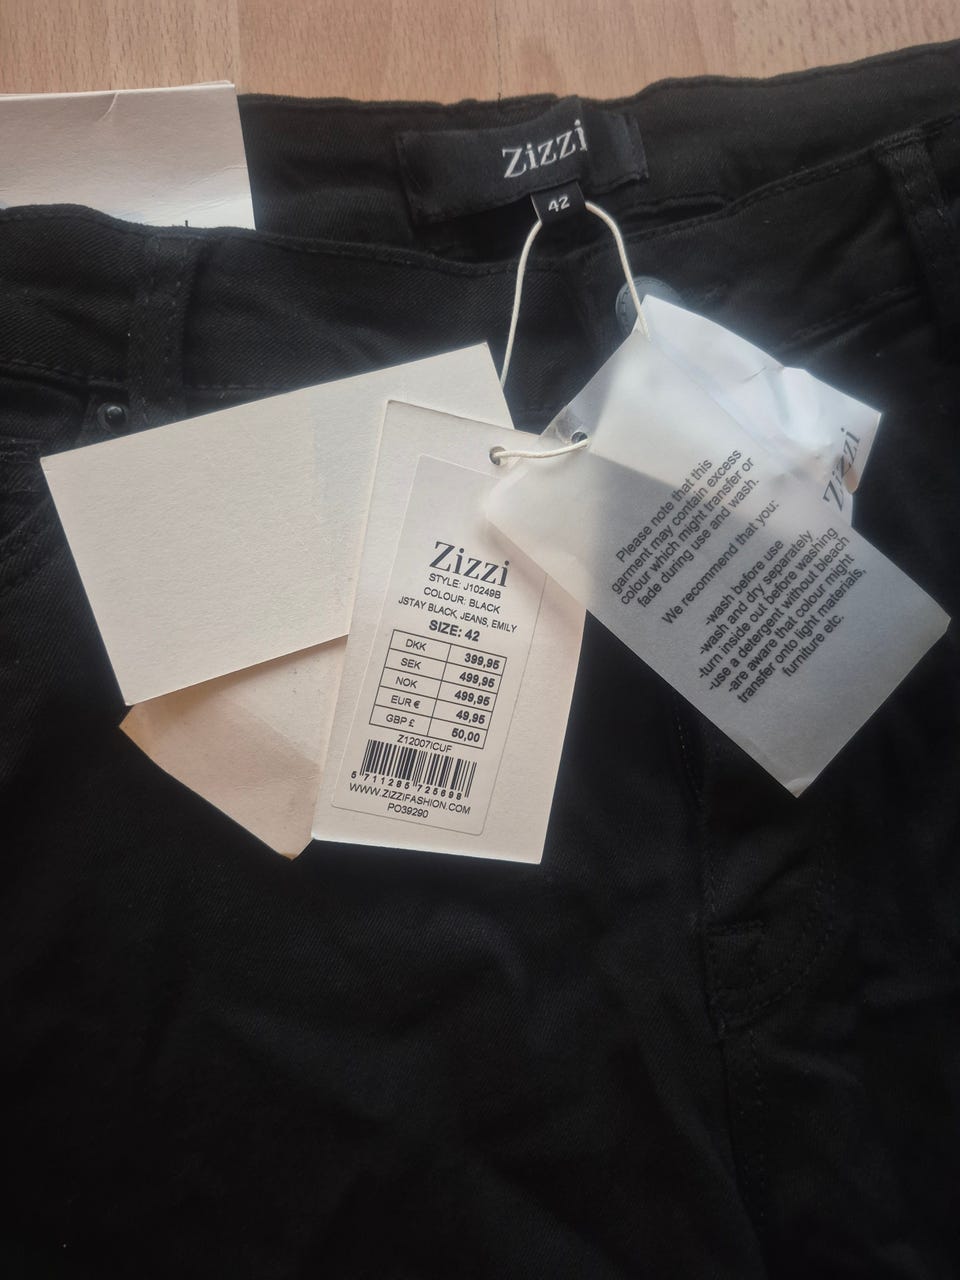 Zizzi
42
Zizzi
STYLE: J10249B
COLOUR: BLACK
JSTAY BLACK, JEANS, EMILY
SIZE: 42
DKK 399,95
SEK 499,95
NOK 499,95
EUR € 49,95
GBP £ 50,00
Z12007ICUF
5 711285 725698
WWW.ZIZZIFASHION.COM
PO39290
Zizzi
Please note that this
garment may contain excess
colour which might transfer or
fade during use and wash.
We recommend that you:
-wash before use
-wash and dry separately
-turn inside out before washing
-use a detergent without bleach
-are aware that colour might
transfer onto light materials,
furniture etc.